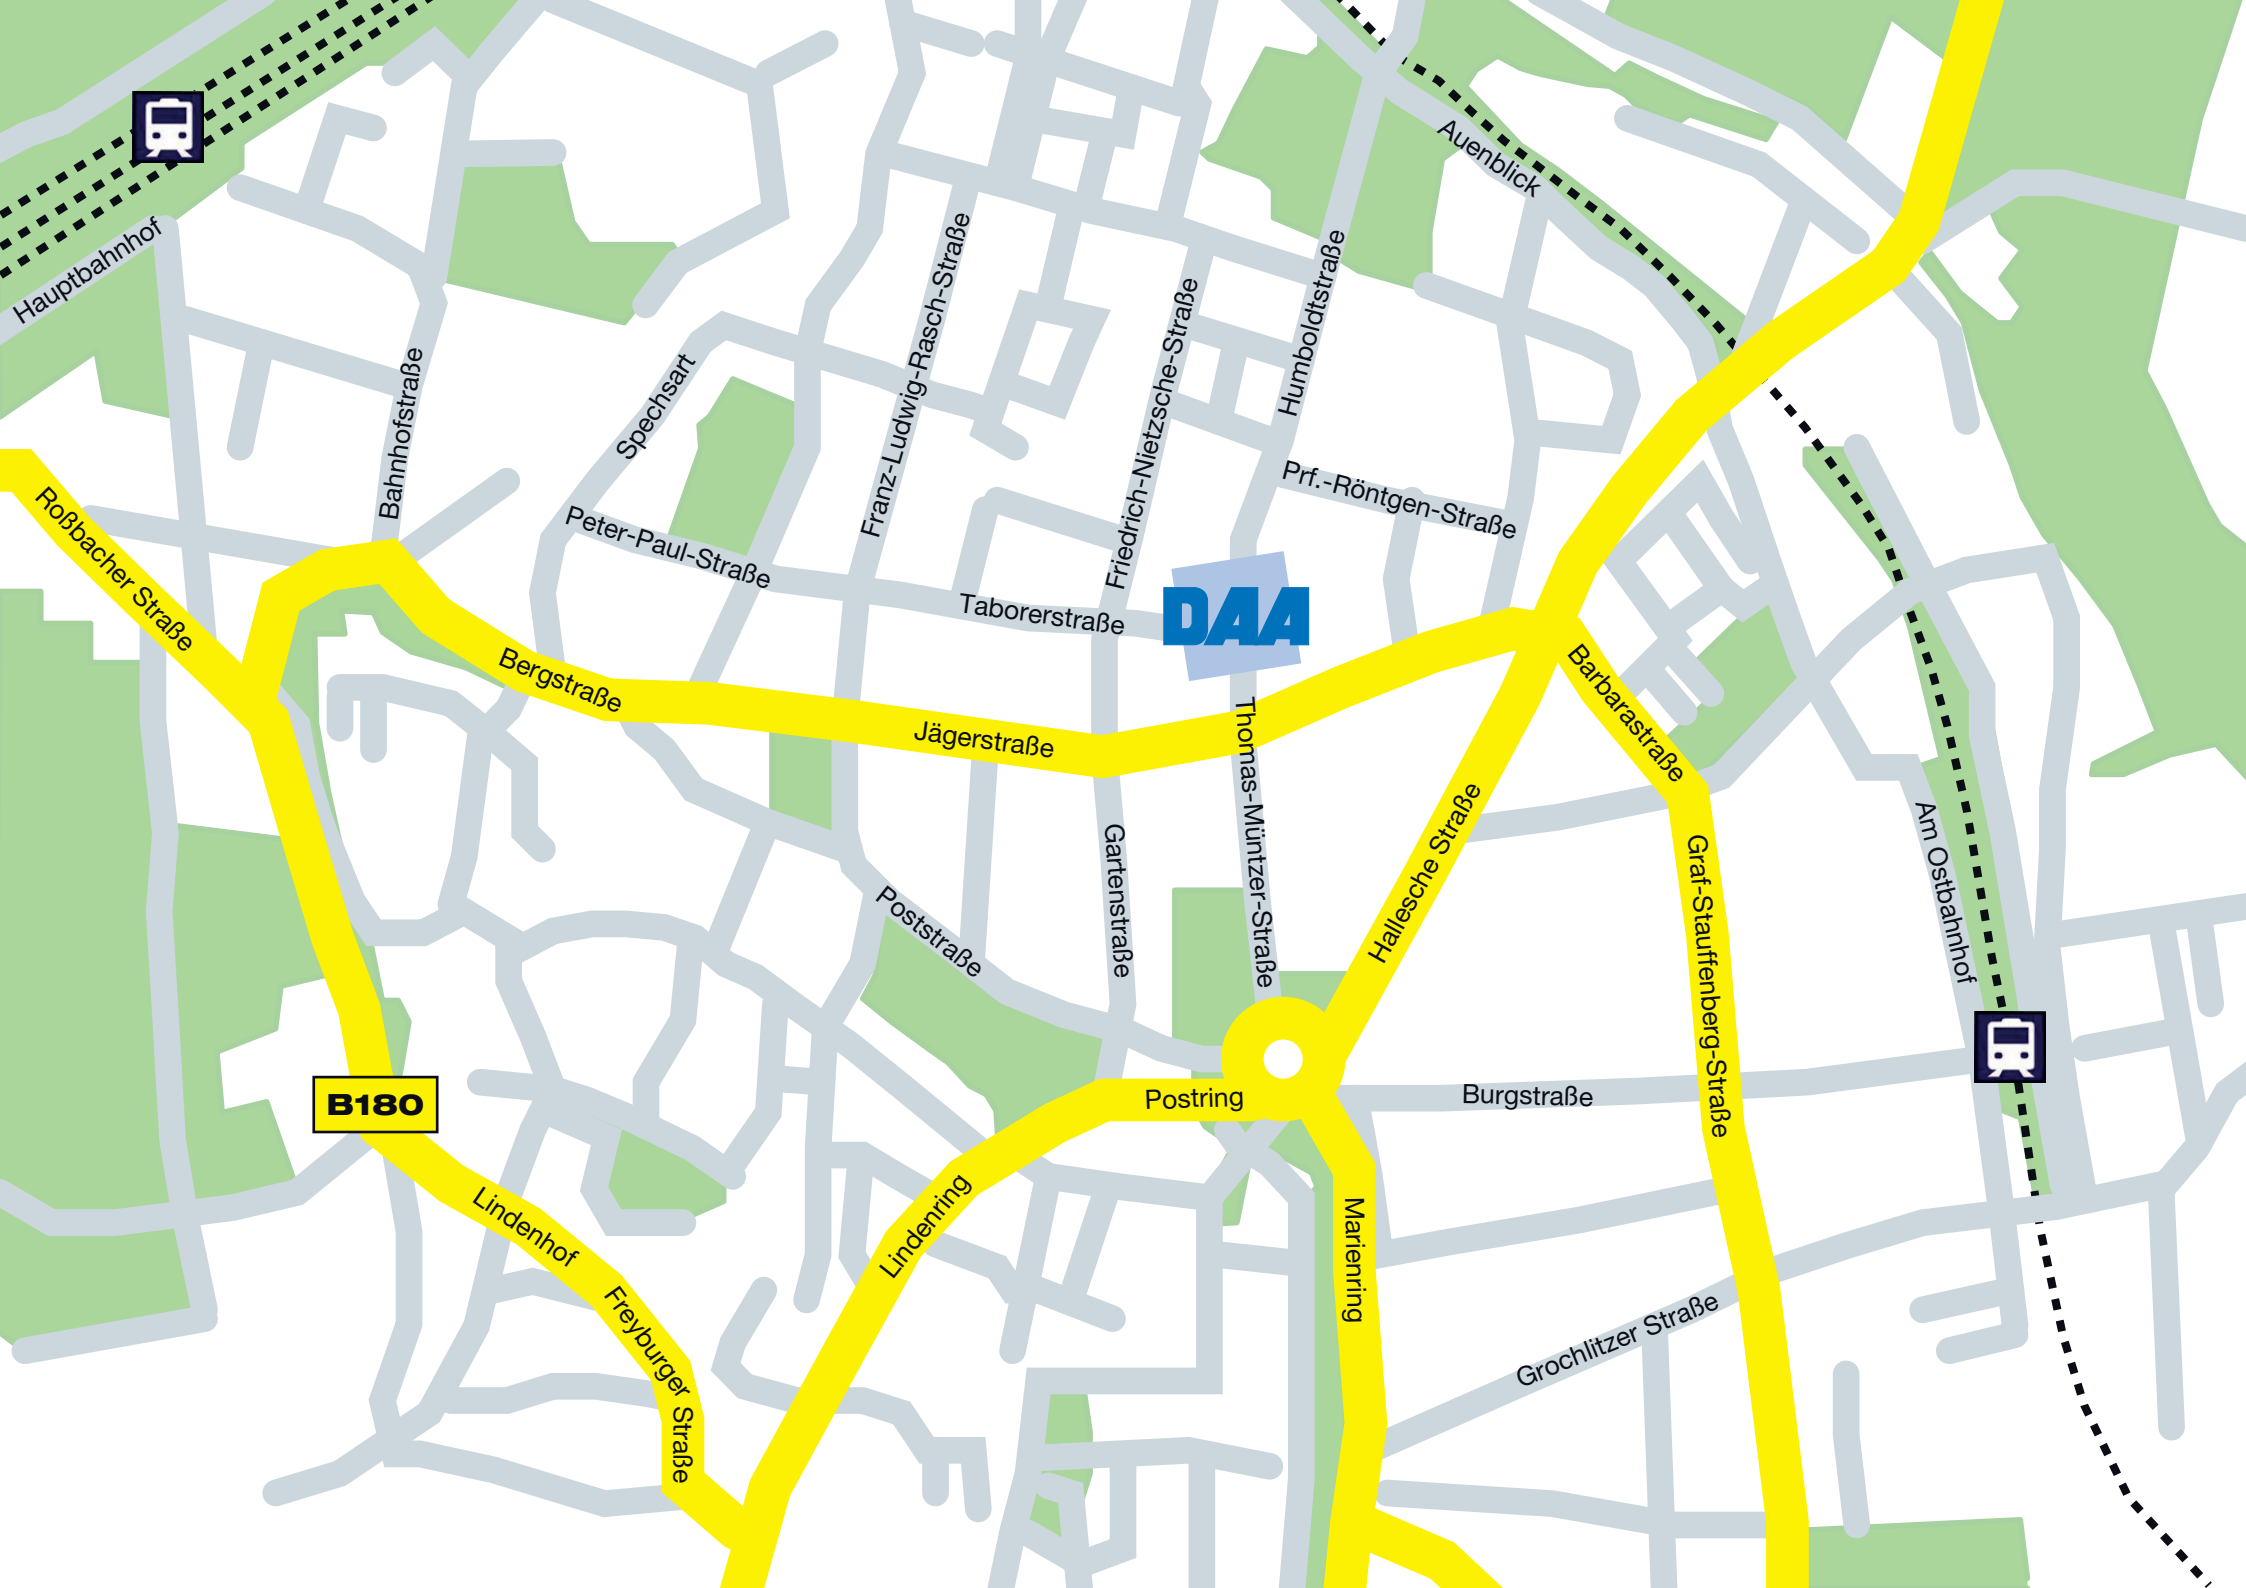 Auenblick
Hauptbahnhof
Franz-Ludwig-Rasch-Straße
Humboldtstraße
Friedrich-Nietzsche-Straße
Bahnhofstraße
Spechsart
Prf.-Röntgen-Straße
Roßbacher Straße
Peter-Paul-Straße
Taborerstraße
DAA
Bergstraße
Jägerstraße
Barbarastraße
Thomas-Müntzer-Straße
Hallesche Straße
Gartenstraße
Graf-Stauffenberg-Straße
Am Ostbahnhof
Poststraße
B180
Postring
Burgstraße
Lindenhof
Lindenring
Marienring
Freyburger Straße
Grochlitzer Straße